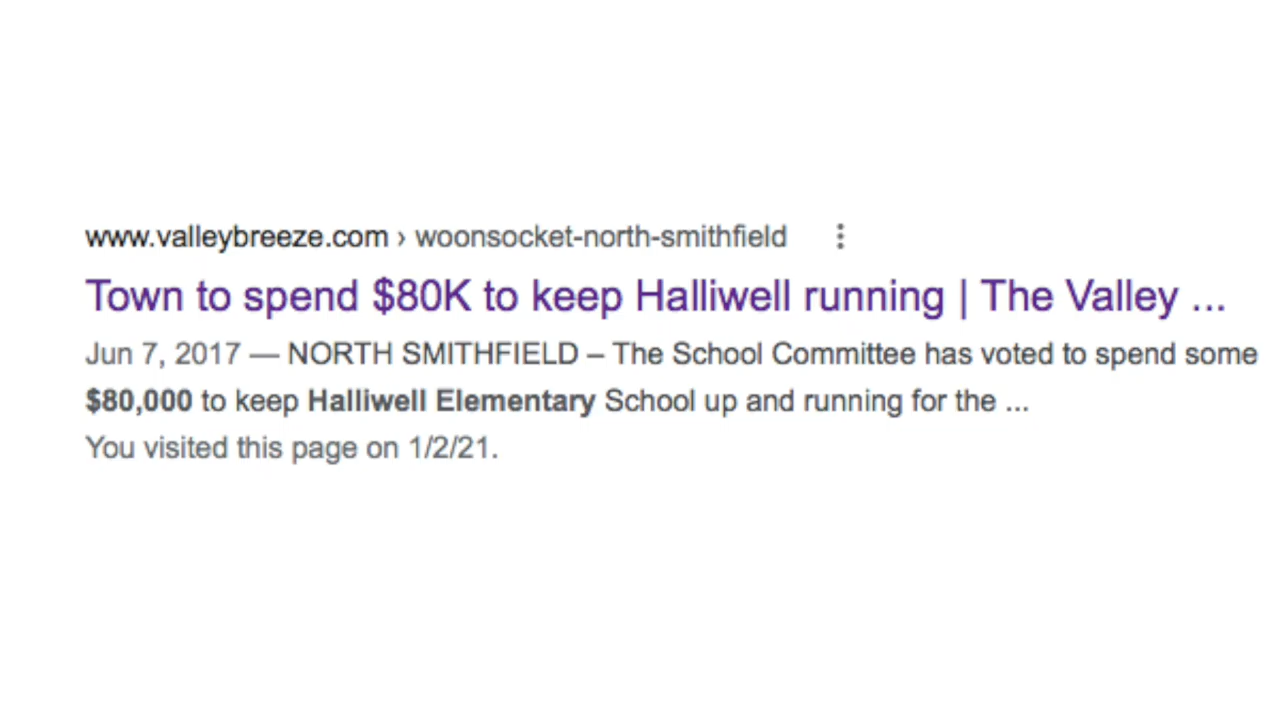 www.valleybreeze.com › woonsocket-north-smithfield
Town to spend $80K to keep Halliwell running | The Valley ...
Jun 7, 2017 — NORTH SMITHFIELD – The School Committee has voted to spend some
$80,000 to keep Halliwell Elementary School up and running for the ...
You visited this page on 1/2/21.